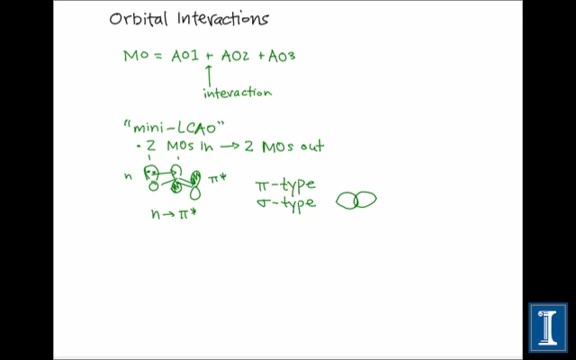 Orbital Interactions
MO = AO1 + AO2 + AO3
interaction
"mini-LCAO"
• 2 MOs in → 2 MOs out
n π*
n → π*
π-type
σ-type
I